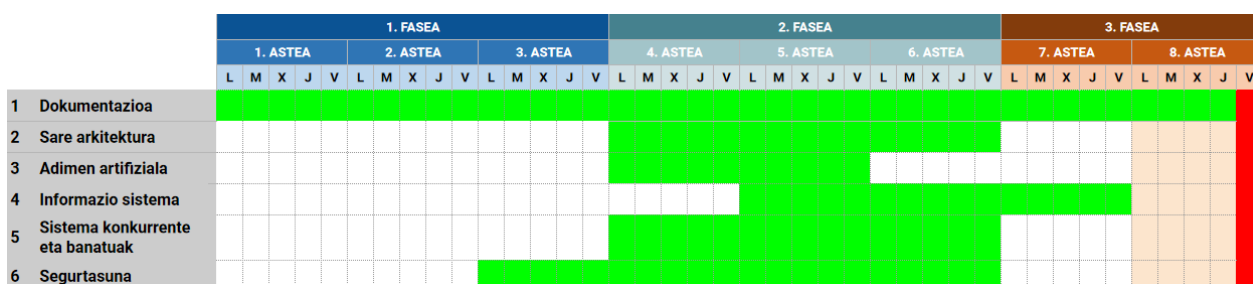 1. FASEA 2. FASEA 3. FASEA
1. ASTEA 2. ASTEA 3. ASTEA 4. ASTEA 5. ASTEA 6. ASTEA 7. ASTEA 8. ASTEA
L M X J V L M X J V L M X J V L M X J V L M X J V L M X J V L M X J V L M X J V
1 Dokumentazioa
2 Sare arkitektura
3 Adimen artifiziala
4 Informazio sistema
5 Sistema konkurrente
eta banatuak
6 Segurtasuna